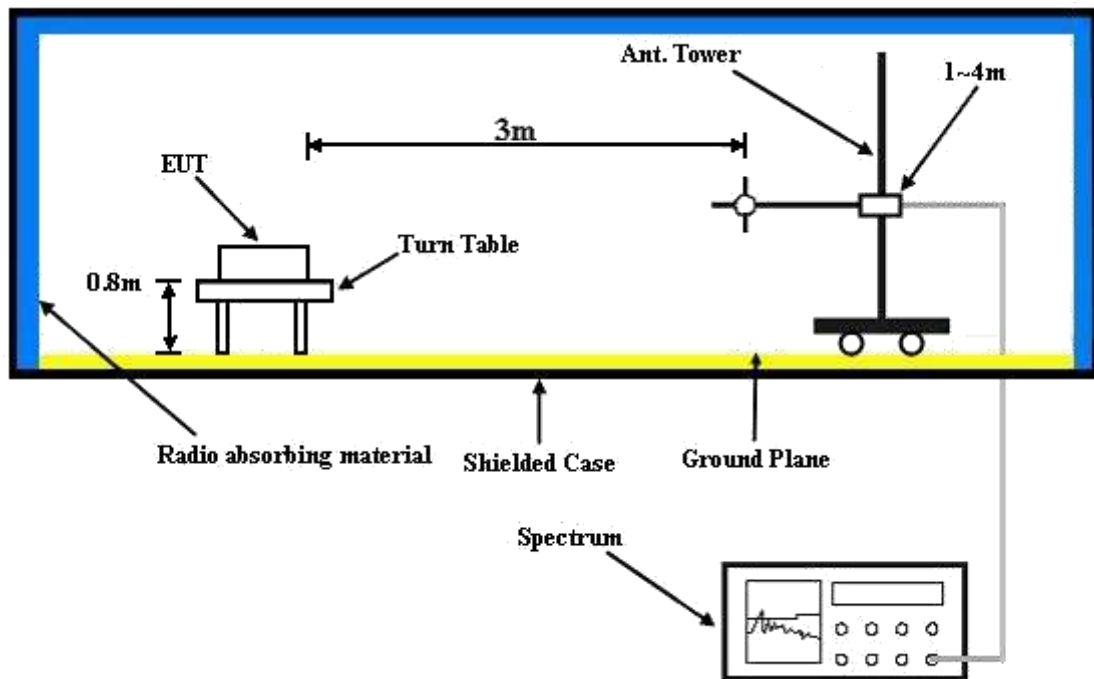 Ant. Tower
1~4m
3m
EUT
Turn Table
0.8m
Radio absorbing material
Shielded Case
Ground Plane
Spectrum